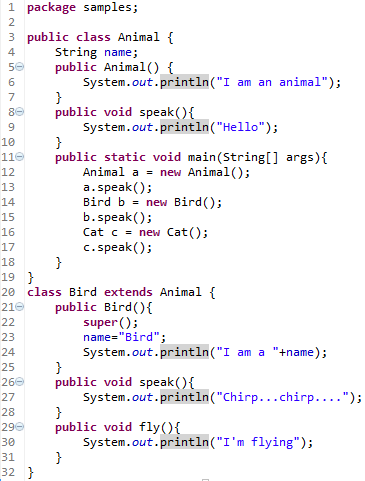 1 package samples;
2
3 public class Animal {
4     String name;
5     public Animal() {
6         System.out.println("I am an animal");
7     }
8     public void speak(){
9         System.out.println("Hello");
10     }
11     public static void main(String[] args){
12         Animal a = new Animal();
13         a.speak();
14         Bird b = new Bird();
15         b.speak();
16         Cat c = new Cat();
17         c.speak();
18     }
19 }
20 class Bird extends Animal {
21     public Bird(){
22         super();
23         name="Bird";
24         System.out.println("I am a "+name);
25     }
26     public void speak(){
27         System.out.println("Chirp...chirp....");
28     }
29     public void fly(){
30         System.out.println("I'm flying");
31     }
32 }